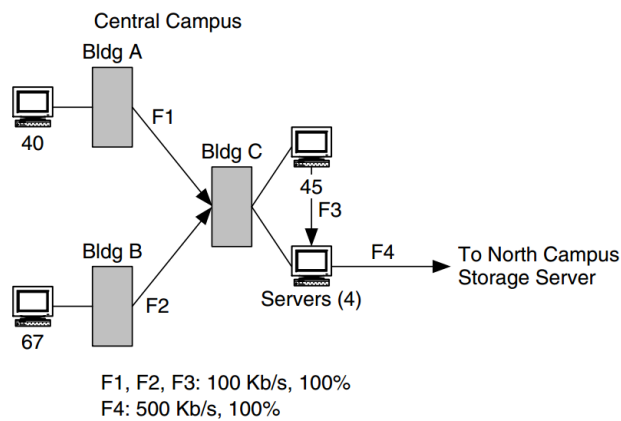 Central Campus
Bldg A
F1
40
Bldg C
45
F3
Bldg B
F2
67
Servers (4)
F4
To North Campus
Storage Server
F1, F2, F3: 100 Kb/s, 100%
F4: 500 Kb/s, 100%